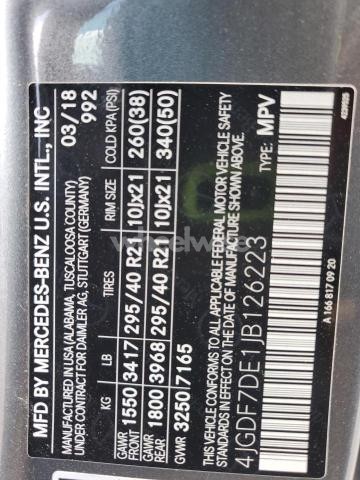 MFD BY MERCEDES-BENZ U.S. INTL., INC
MANUFACTURED IN USA (ALABAMA, TUSCALOOSA COUNTY)
UNDER CONTRACT FOR DAIMLER AG, STUTTGART (GERMANY)
03/18
992
KG LB TIRES RIM SIZE COLD KPA (PSI)
GAWR FRONT 1550 3417 295/40 R21 10Jx21 260(38)
GAWR REAR 1800 3968 295/40 R21 10Jx21 340(50)
GVWR 3250 7165
THIS VEHICLE CONFORMS TO ALL APPLICABLE U.S. FEDERAL MOTOR VEHICLE SAFETY
AND THEFT PREVENTION STANDARDS IN EFFECT ON THE DATE OF MANUFACTURE SHOWN ABOVE.
TYPE: MPV
4JGDF7DE1JB126223
A 166 817 09 20